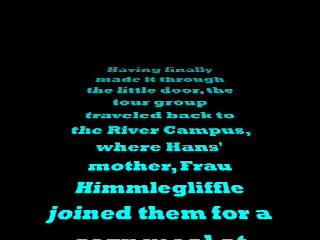 Having finally
made it through
the little door, the
tour group
traveled back to
the River Campus,
where Hans'
mother, Frau
Himmlegliffle
joined them for a